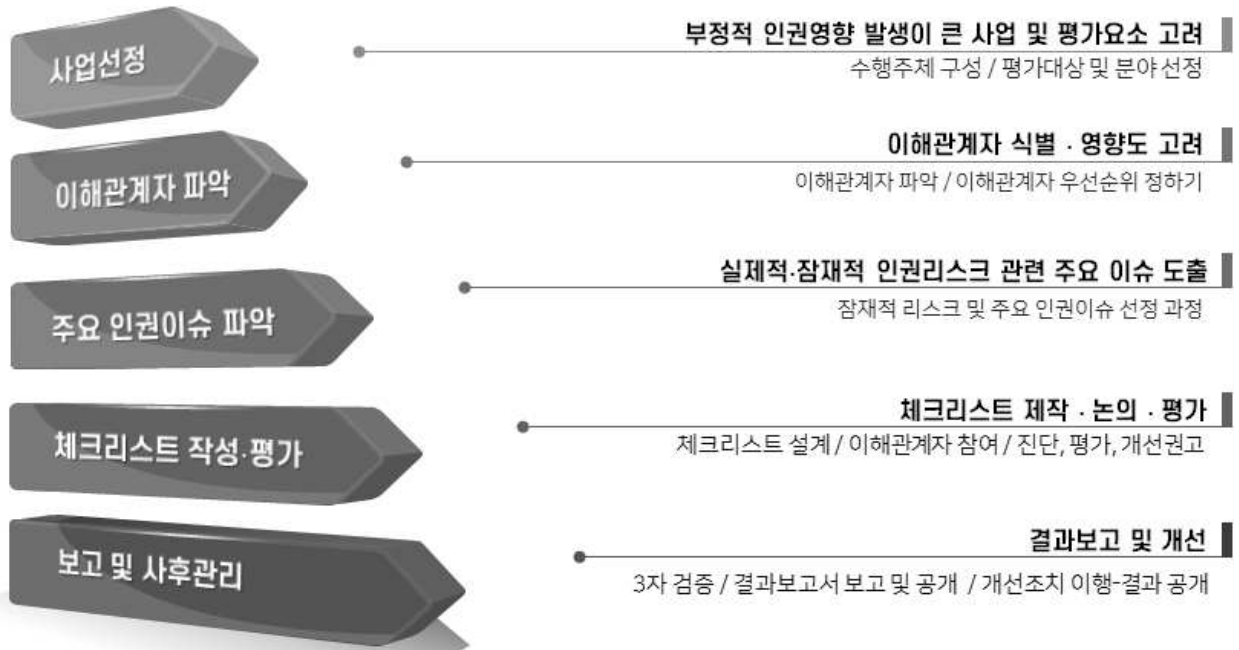 사업선정
부정적 인권영향 발생이 큰 사업 및 평가요소 고려
수행주체 구성 / 평가대상 및 분야 선정
이해관계자 파악
이해관계자 식별 · 영향도 고려
이해관계자 파악 / 이해관계자 우선순위 정하기
주요 인권이슈 파악
실제적·잠재적 인권리스크 관련 주요 이슈 도출
잠재적 리스크 및 주요 인권이슈 선정 과정
체크리스트 작성·평가
체크리스트 제작 · 논의 · 평가
체크리스트 설계 / 이해관계자 참여 / 진단, 평가, 개선권고
보고 및 사후관리
결과보고 및 개선
3자 검증 / 결과보고서 보고 및 공개 / 개선조치 이행-결과 공개